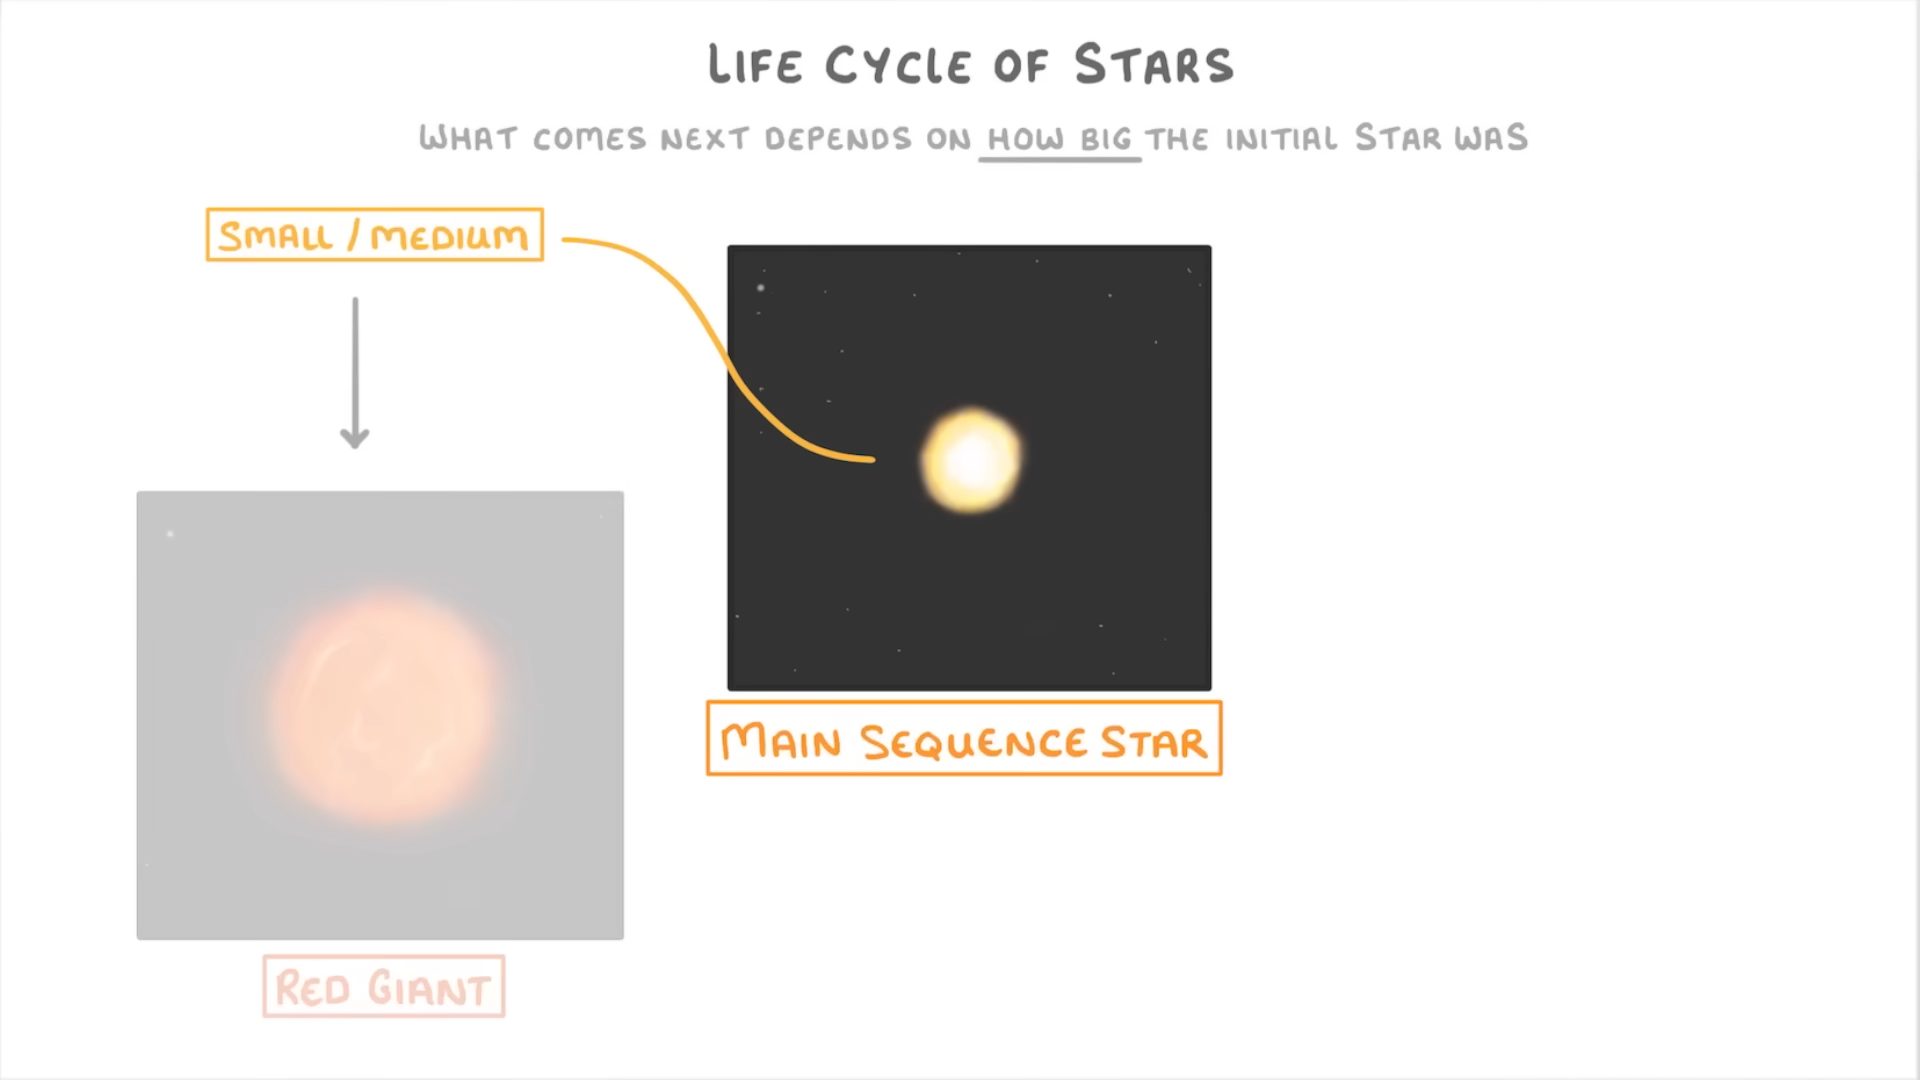 LIFE CYCLE OF STARS
WHAT COMES NEXT DEPENDS ON HOW BIG THE INITIAL STAR WAS
SMALL / MEDIUM
MAIN SEQUENCE STAR
RED GIANT